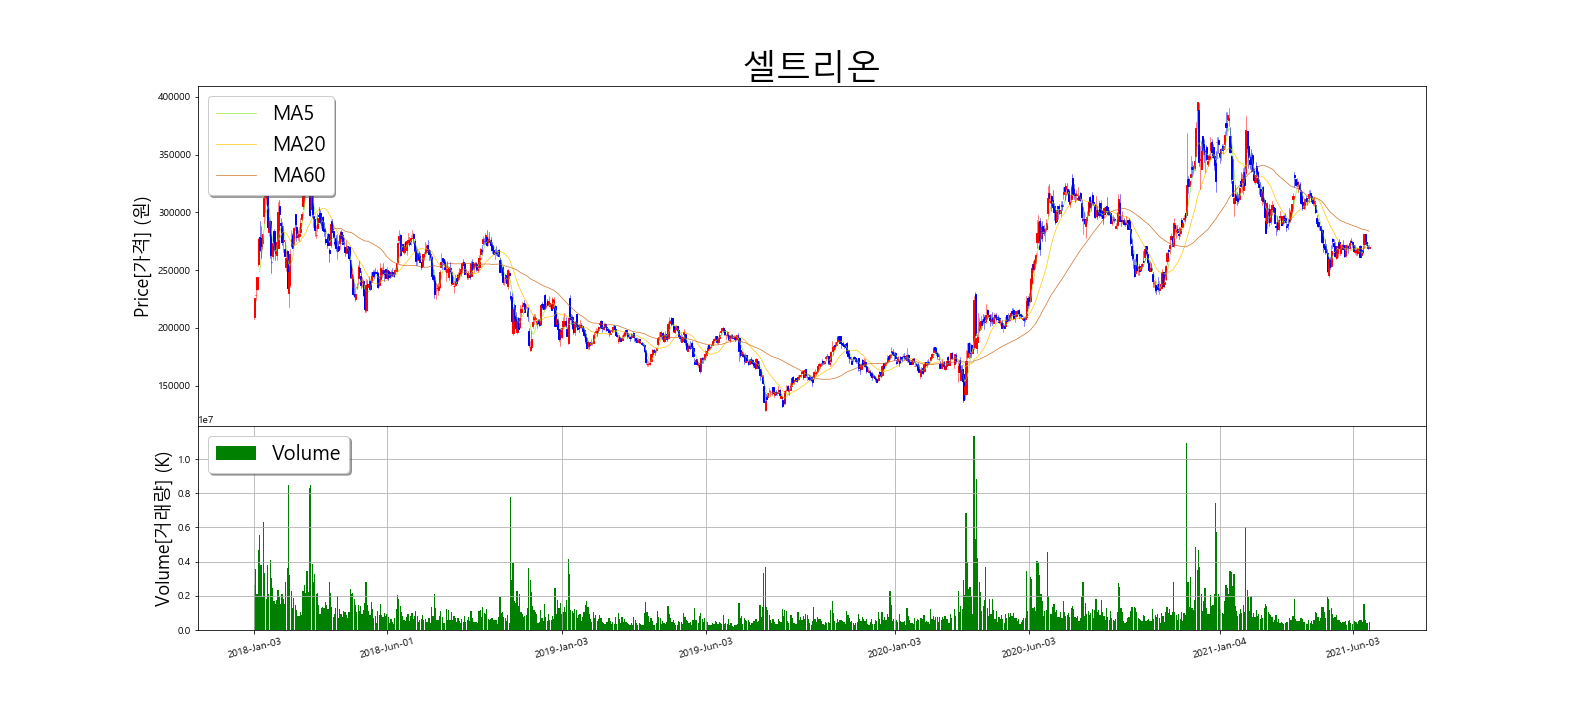 셀트리온
400000
350000
300000
250000
200000
150000
Price[가격] (원)
MA5
MA20
MA60
1e7
1.0
0.8
0.6
0.4
0.2
0.0
Volume[거래량] (K)
Volume
2018-Jan-03
2018-Jun-01
2019-Jan-03
2019-Jun-03
2020-Jan-03
2020-Jun-03
2021-Jan-04
2021-Jun-03